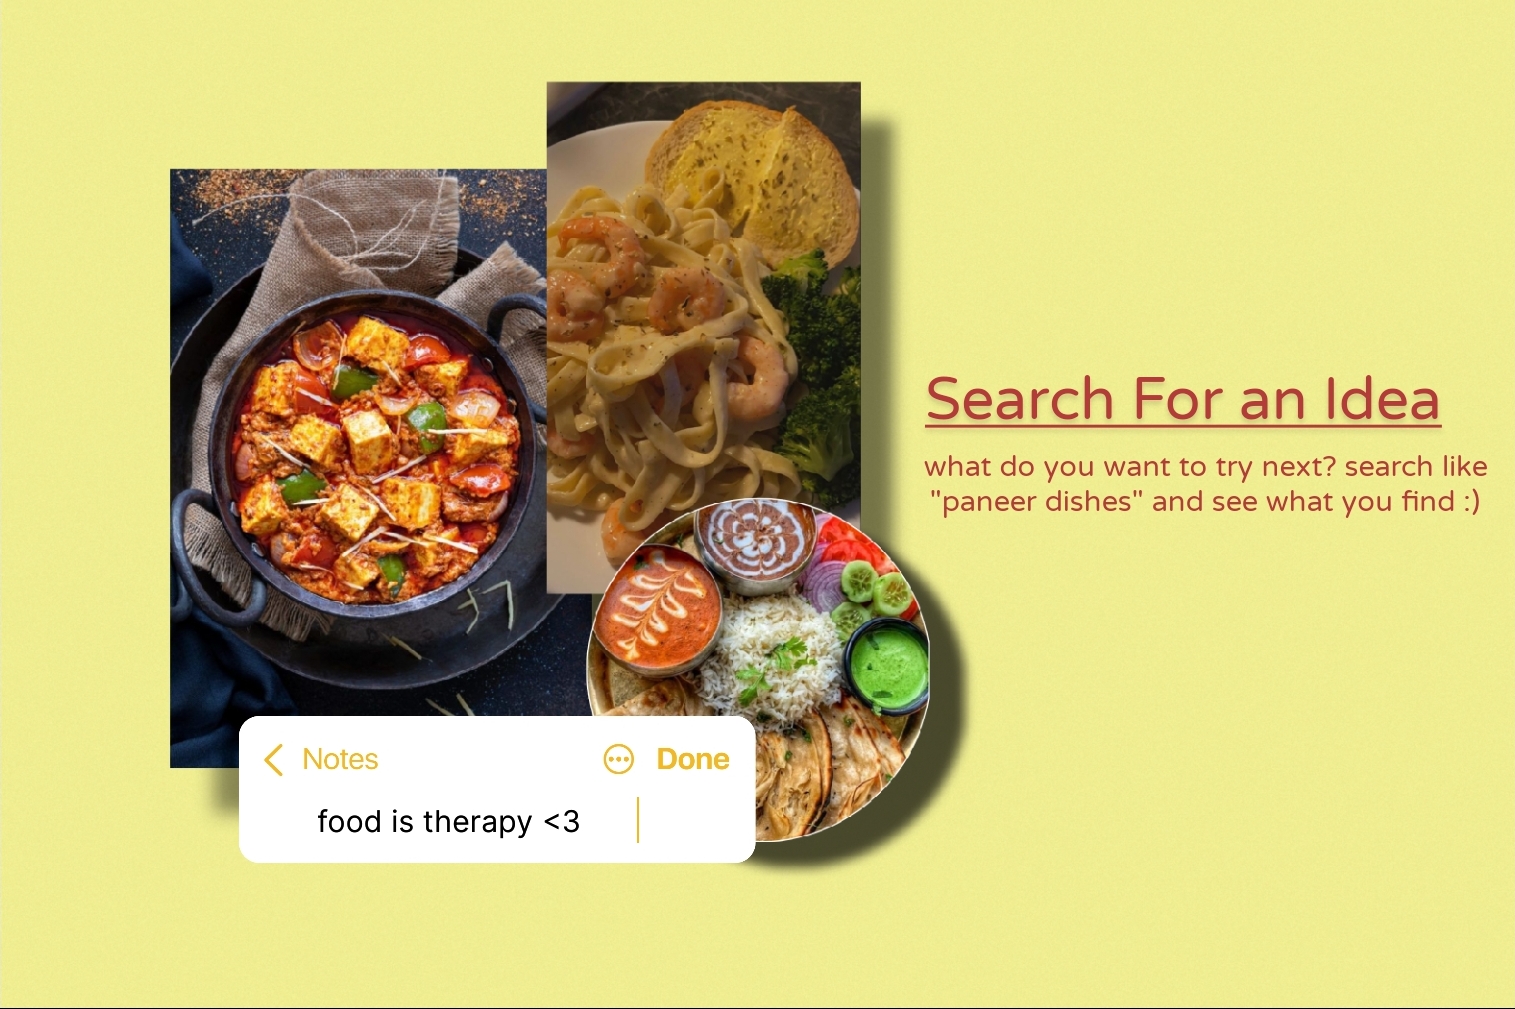 Search For an Idea
what do you want to try next? search like
"paneer dishes" and see what you find :)
Notes
Done
food is therapy <3